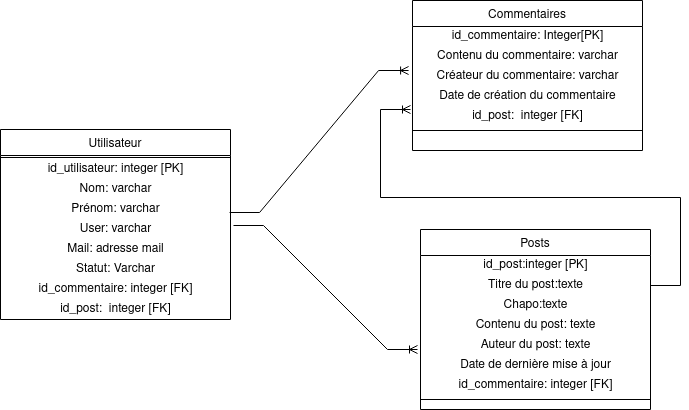 Commentaires
id_commentaire: Integer[PK]
Contenu du commentaire: varchar
Créateur du commentaire: varchar
Date de création du commentaire
id_post:  integer [FK]
Utilisateur
id_utilisateur: integer [PK]
Nom: varchar
Prénom: varchar
User: varchar
Mail: adresse mail
Statut: Varchar
id_commentaire: integer [FK]
id_post:  integer [FK]
Posts
id_post:integer [PK]
Titre du post:texte
Chapo:texte
Contenu du post: texte
Auteur du post: texte
Date de dernière mise à jour
id_commentaire: integer [FK]